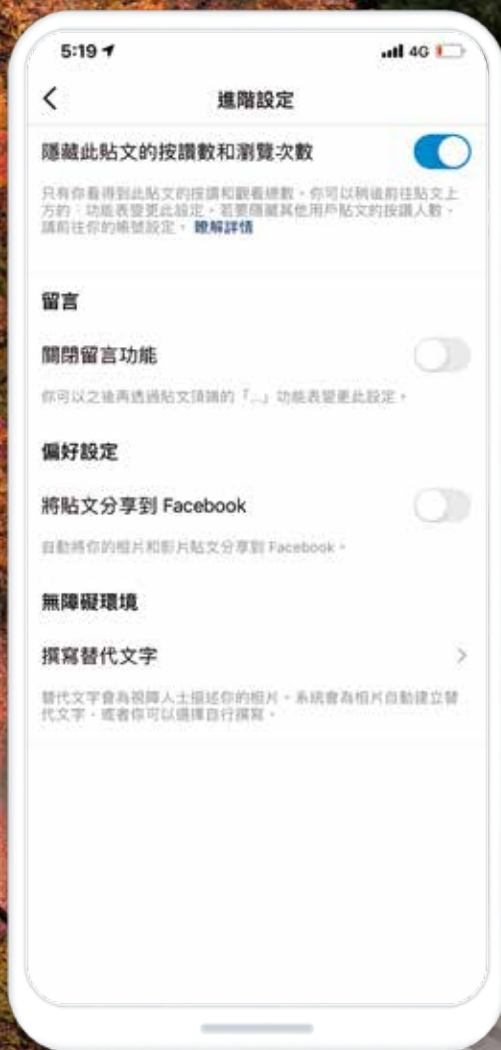 5:19
4G
進階設定
隱藏此貼文的按讚數和瀏覽次數
只有你看得到此貼文的按讚和觀看總數。你可以稍後前往貼文上
方的 ⋮ 功能表變更此設定。若要隱藏其他用戶貼文的按讚人數，
請前往你的帳號設定。瞭解詳情
留言
關閉留言功能
你可以之後再透過貼文頂端的「...」功能表變更此設定。
偏好設定
將貼文分享到 Facebook
自動將你的相片和影片貼文分享到 Facebook。
無障礙環境
撰寫替代文字
替代文字會為視障人士描述你的相片。系統會為相片自動建立替
代文字，或者你可以選擇自行撰寫。